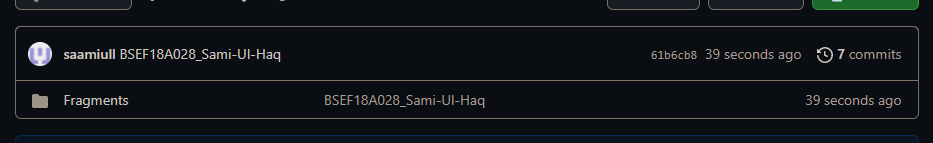 saamiull BSEF18A028_Sami-Ul-Haq 61b6cb8 39 seconds ago 7 commits
Fragments BSEF18A028_Sami-Ul-Haq 39 seconds ago